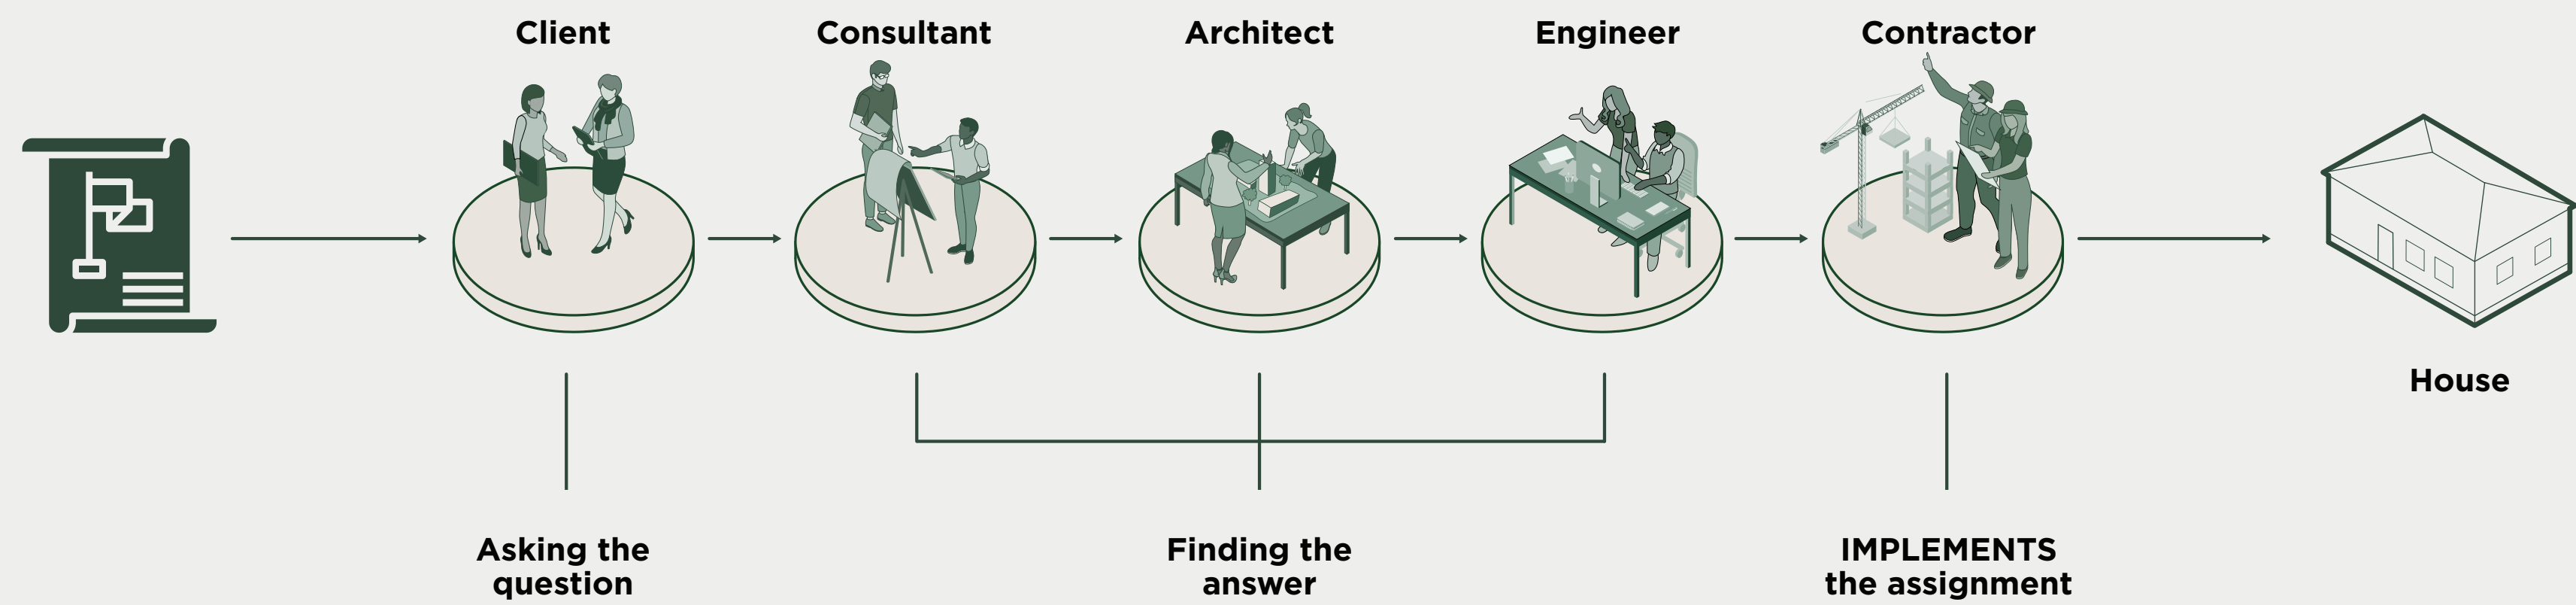 Client
Consultant
Architect
Engineer
Contractor
House
Asking the
question
Finding the
answer
IMPLEMENTS
the assignment